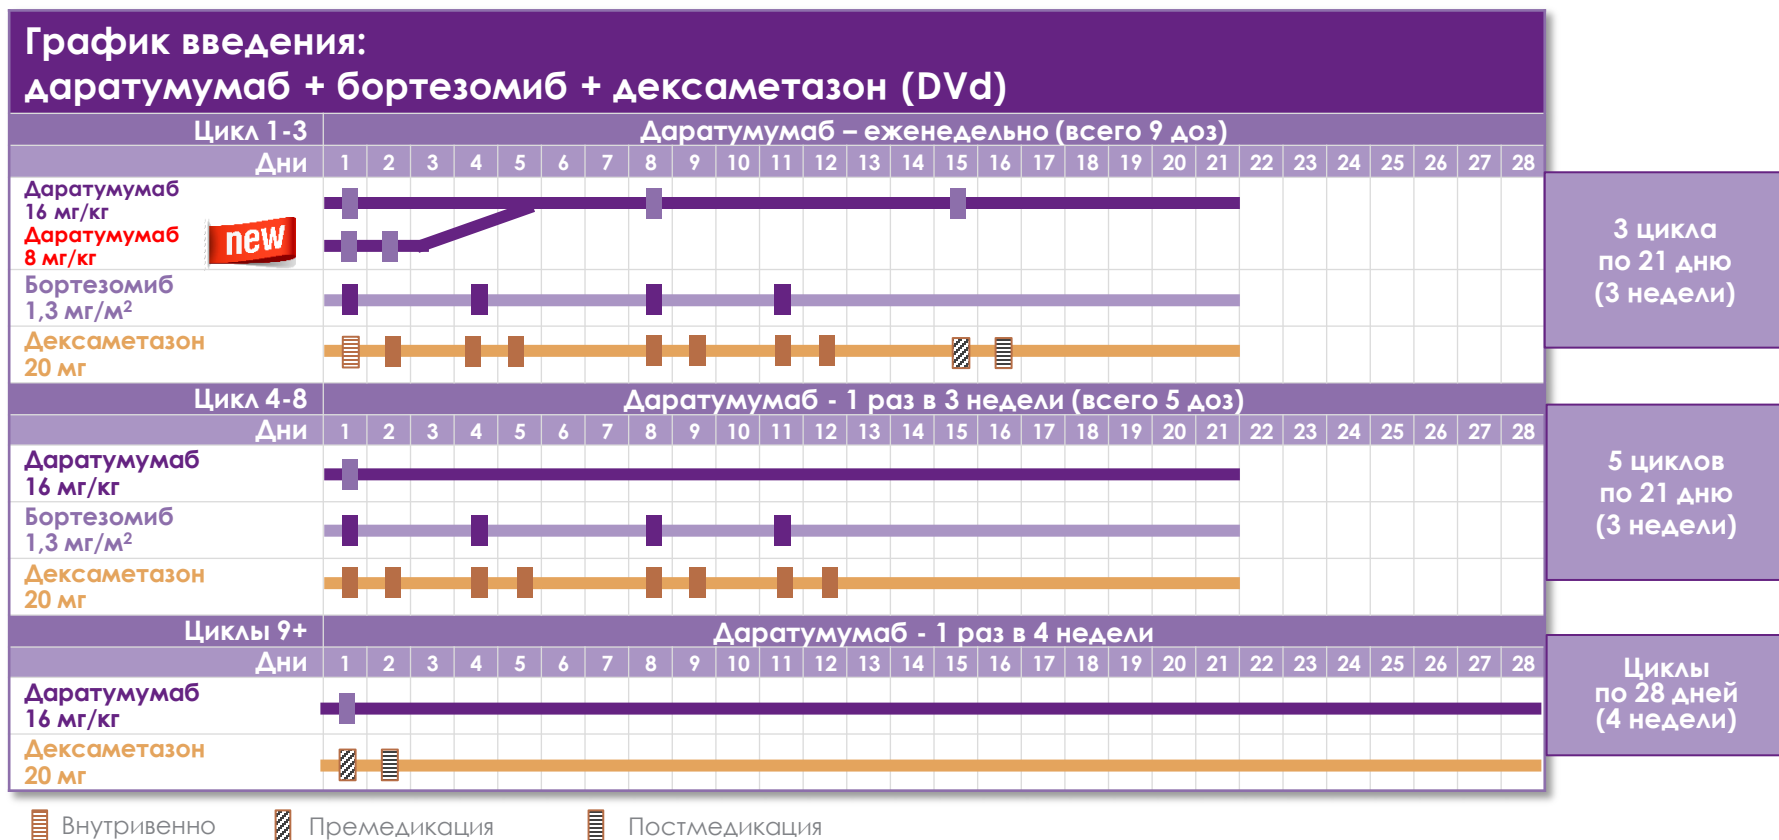 График введения:
даратумумаб + бортезомиб + дексаметазон (DVd)
Цикл 1-3 Даратумумаб – еженедельно (всего 9 доз)
Дни 1 2 3 4 5 6 7 8 9 10 11 12 13 14 15 16 17 18 19 20 21 22 23 24 25 26 27 28
Даратумумаб
16 мг/кг
Даратумумаб
8 мг/кг
new
Бортезомиб
1,3 мг/м²
Дексаметазон
20 мг
3 цикла
по 21 дню
(3 недели)
Цикл 4-8 Даратумумаб - 1 раз в 3 недели (всего 5 доз)
Дни 1 2 3 4 5 6 7 8 9 10 11 12 13 14 15 16 17 18 19 20 21 22 23 24 25 26 27 28
Даратумумаб
16 мг/кг
Бортезомиб
1,3 мг/м²
Дексаметазон
20 мг
5 циклов
по 21 дню
(3 недели)
Циклы 9+ Даратумумаб - 1 раз в 4 недели
Дни 1 2 3 4 5 6 7 8 9 10 11 12 13 14 15 16 17 18 19 20 21 22 23 24 25 26 27 28
Даратумумаб
16 мг/кг
Дексаметазон
20 мг
Циклы
по 28 дней
(4 недели)
Внутривенно Премедикация Постмедикация